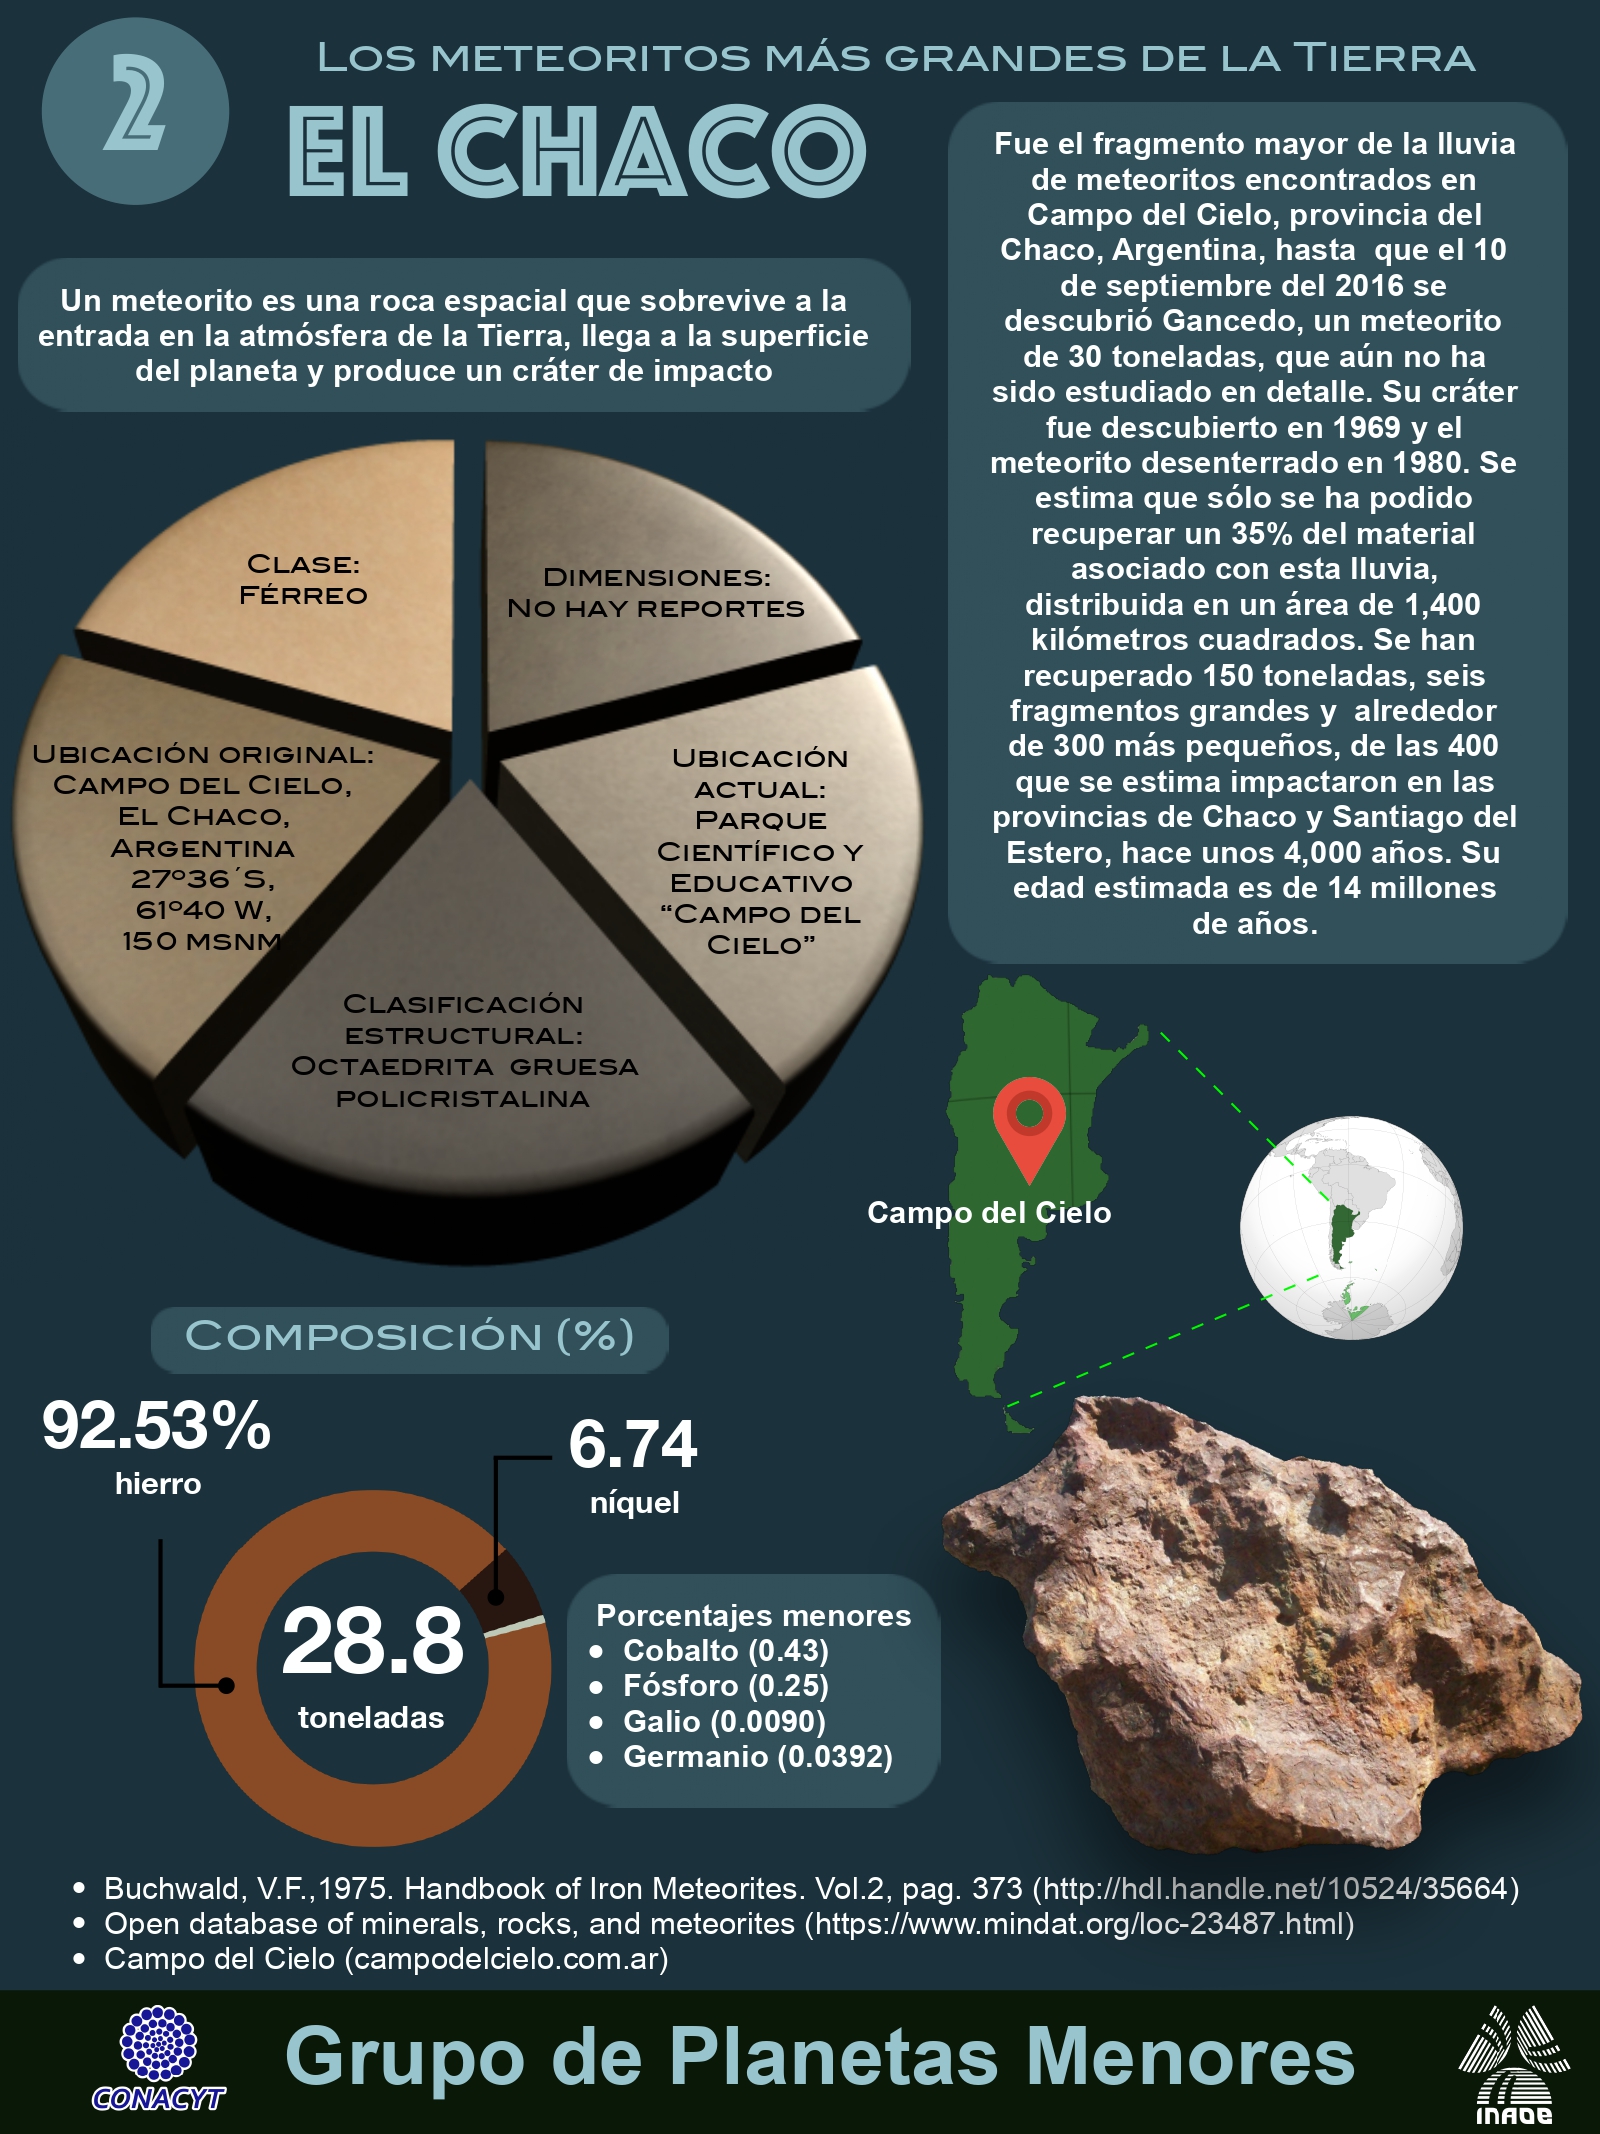 2
Los meteoritos más grandes de la Tierra
EL CHACO
Fue el fragmento mayor de la lluvia
de meteoritos encontrados en
Campo del Cielo, provincia del
Chaco, Argentina, hasta que el 10
de septiembre del 2016 se
descubrió Gancedo, un meteorito
de 30 toneladas, que aún no ha
sido estudiado en detalle. Su cráter
fue descubierto en 1969 y el
meteorito desenterrado en 1980. Se
estima que sólo se ha podido
recuperar un 35% del material
asociado con esta lluvia,
distribuida en un área de 1,400
kilómetros cuadrados. Se han
recuperado 150 toneladas, seis
fragmentos grandes y alrededor
de 300 más pequeños, de las 400
que se estima impactaron en las
provincias de Chaco y Santiago del
Estero, hace unos 4,000 años. Su
edad estimada es de 14 millones
de años.
Un meteorito es una roca espacial que sobrevive a la
entrada en la atmósfera de la Tierra, llega a la superficie
del planeta y produce un cráter de impacto
Clase:
Férreo
Dimensiones:
No hay reportes
Ubicación original:
Campo del Cielo,
El Chaco,
Argentina
27º36´S,
61º40 W,
150 msnm
Ubicación
actual:
Parque
Científico y
Educativo
“Campo del
Cielo”
Clasificación
estructural:
Octaedrita gruesa
policristalina
Campo del Cielo
Composición (%)
92.53%
hierro
6.74
níquel
28.8
toneladas
Porcentajes menores
• Cobalto (0.43)
• Fósforo (0.25)
• Galio (0.0090)
• Germanio (0.0392)
• Buchwald, V.F.,1975. Handbook of Iron Meteorites. Vol.2, pag. 373 (http://hdl.handle.net/10524/35664)
• Open database of minerals, rocks, and meteorites (https://www.mindat.org/loc-23487.html)
• Campo del Cielo (campodelcielo.com.ar)
CONACYT
Grupo de Planetas Menores
INAOE